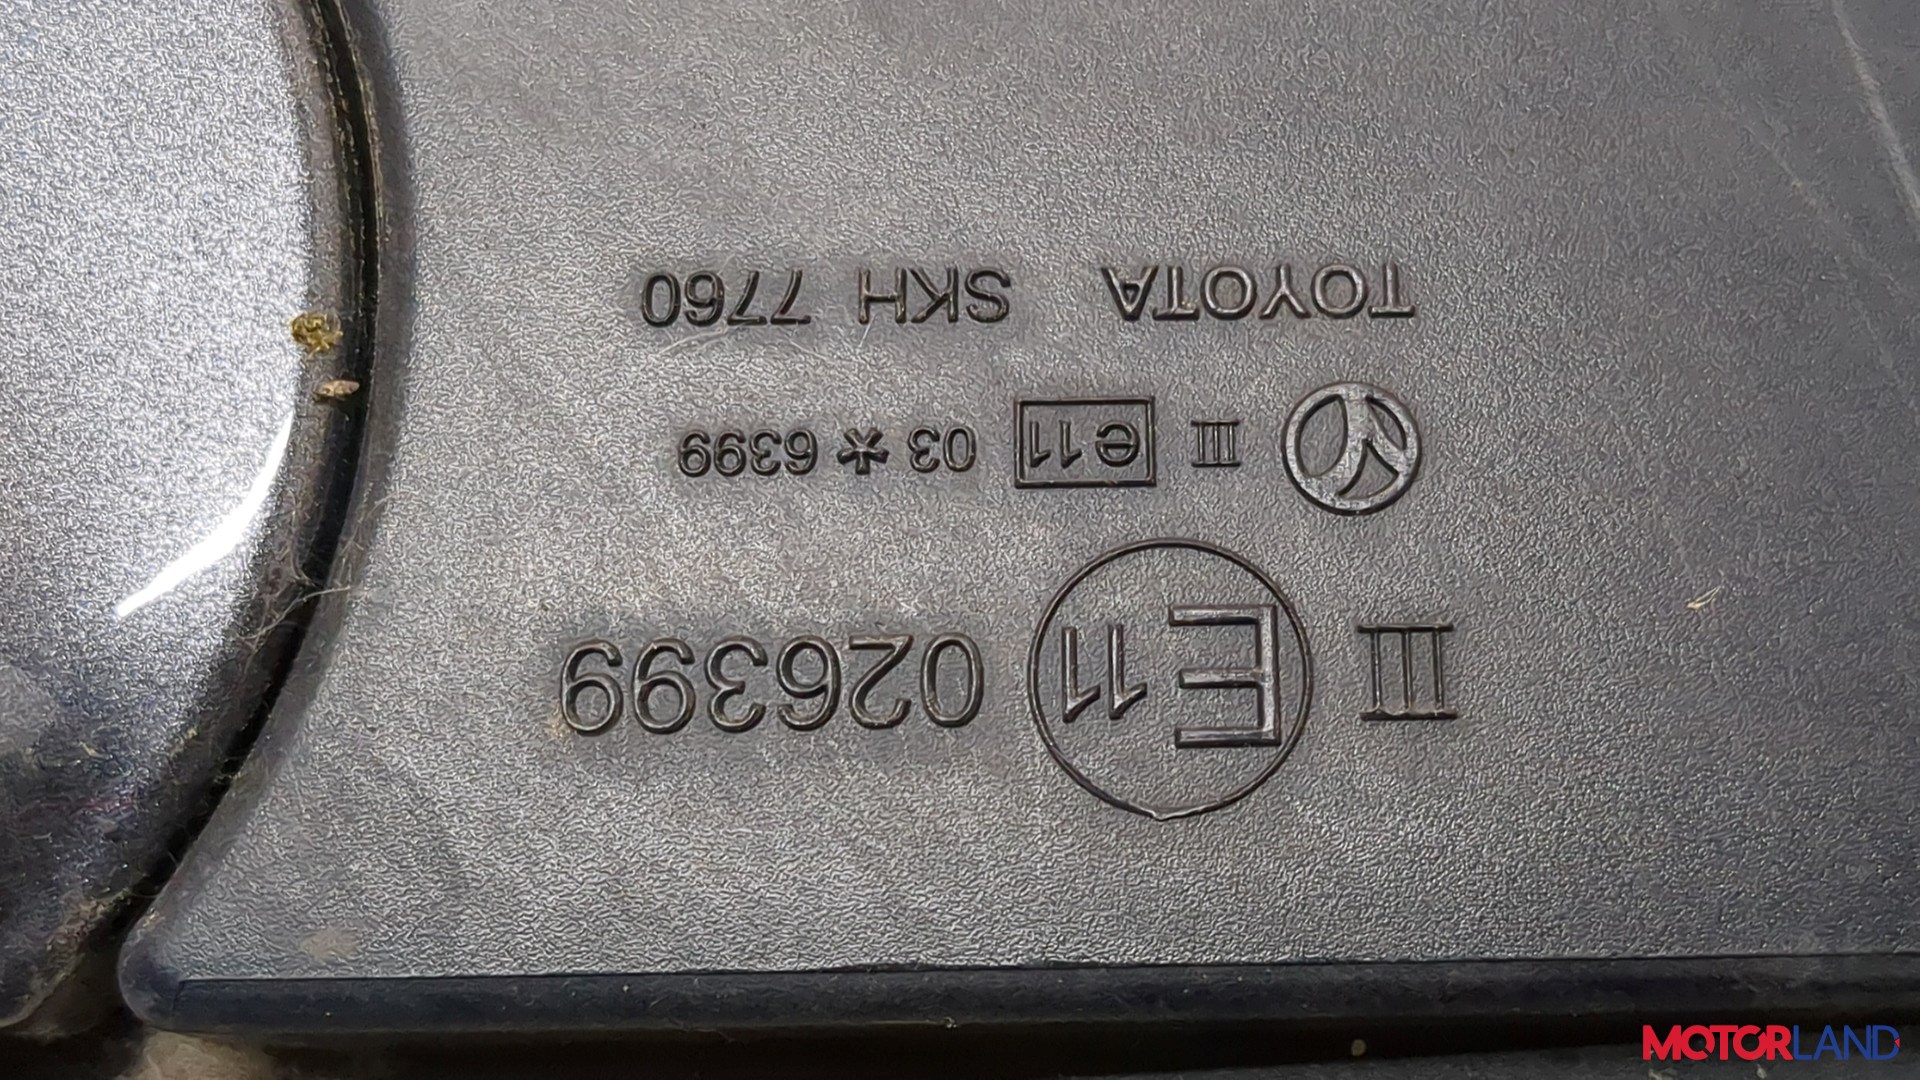 III E11 026399
III e11 03*6399
TOYOTA SKH 7760
MOTORLAND